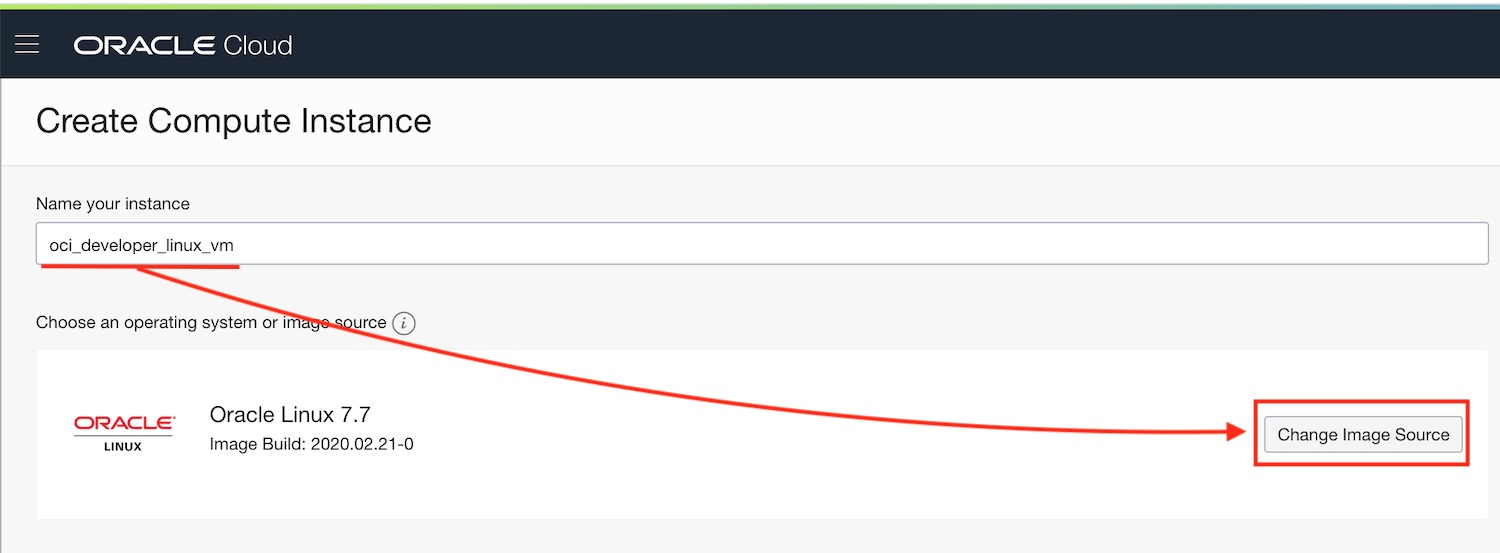 ORACLE Cloud
Create Compute Instance
Name your instance
oci_developer_linux_vm
Choose an operating system or image source i
ORACLE
LINUX
Oracle Linux 7.7
Image Build: 2020.02.21-0
Change Image Source